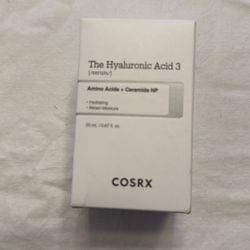 The Hyaluronic Acid 3
[serum]
Amino Acids + Ceramide NP
• Hydrating
• Retain Moisture
20 mL / 0.67 fl. oz.
COSRX